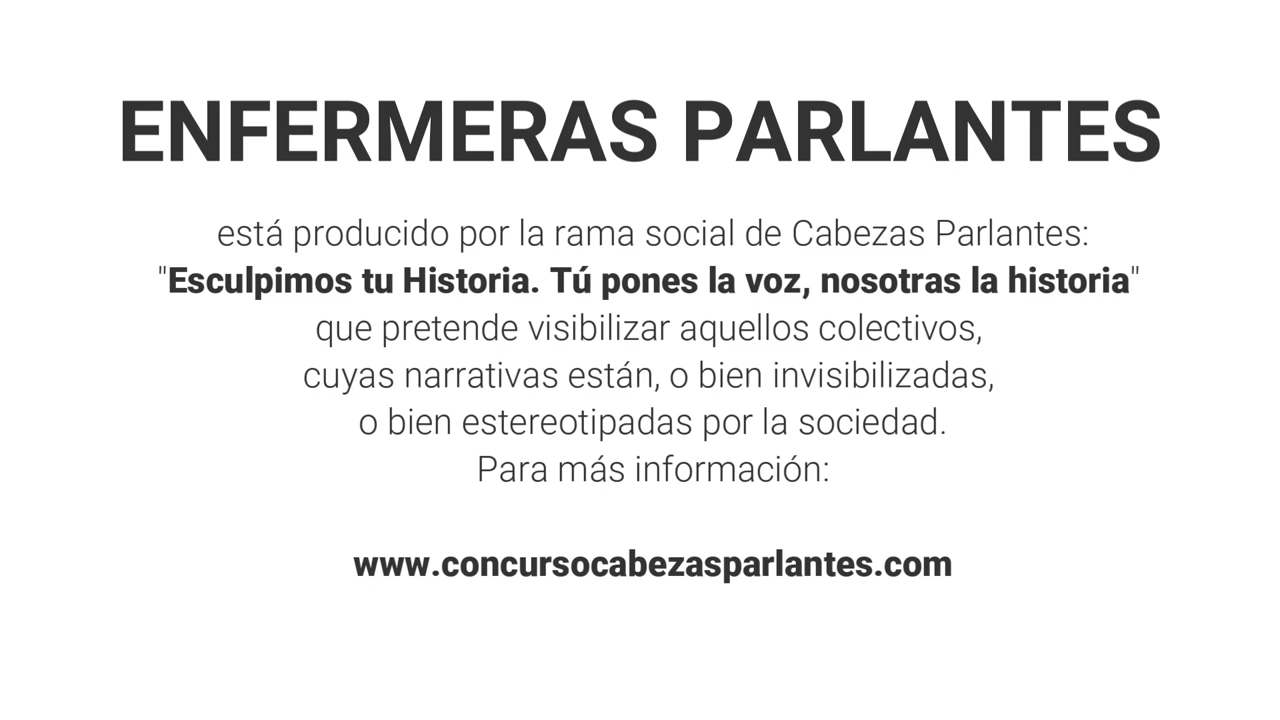 ENFERMERAS PARLANTES
está producido por la rama social de Cabezas Parlantes:
"Esculpimos tu Historia. Tú pones la voz, nosotras la historia"
que pretende visibilizar aquellos colectivos,
cuyas narrativas están, o bien invisibilizadas,
o bien estereotipadas por la sociedad.
Para más información:
www.concursocabezasparlantes.com